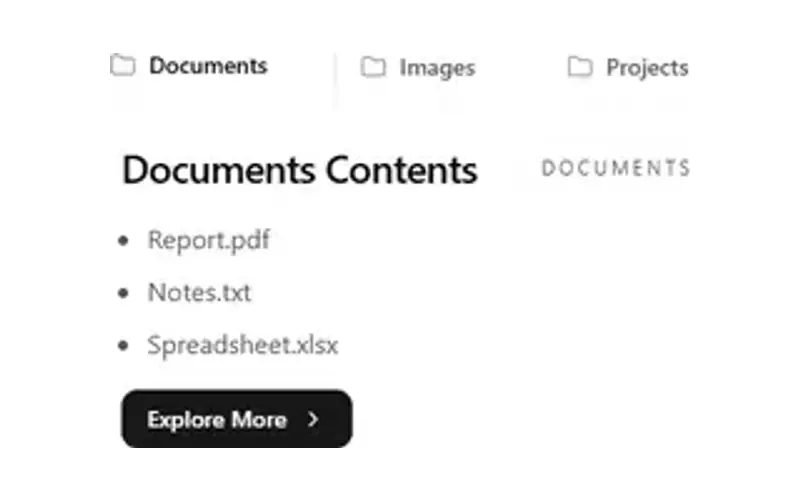 Documents Images Projects
Documents Contents DOCUMENTS
Report.pdf
Notes.txt
Spreadsheet.xlsx
Explore More